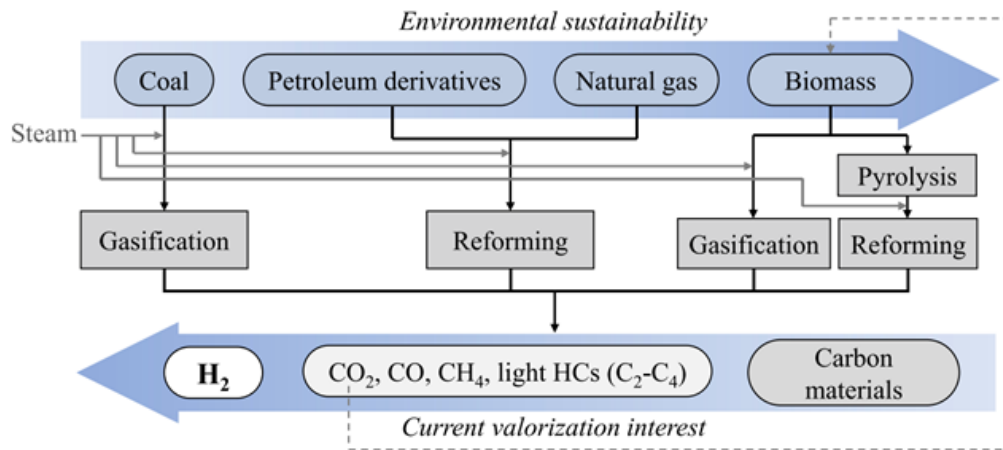 Environmental sustainability
Coal
Petroleum derivatives
Natural gas
Biomass
Steam
Pyrolysis
Gasification
Reforming
Gasification
Reforming
H₂
CO₂, CO, CH₄, light HCs (C₂-C₄)
Carbon
materials
Current valorization interest